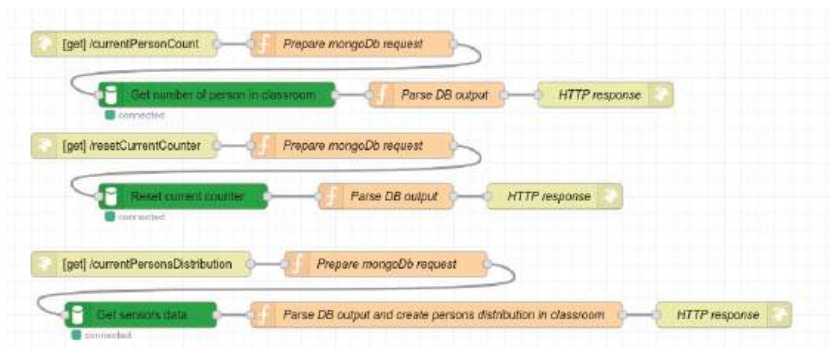 [get] /currentPersonCount
Prepare mongoDb request
Get number of person in classroom
Parse DB output
HTTP response
connected
[get] /resetCurrentCounter
Prepare mongoDb request
Reset current counter
Parse DB output
HTTP response
connected
[get] /currentPersonsDistribution
Prepare mongoDb request
Get sensors data
Parse DB output and create persons distribution in classroom
HTTP response
connected